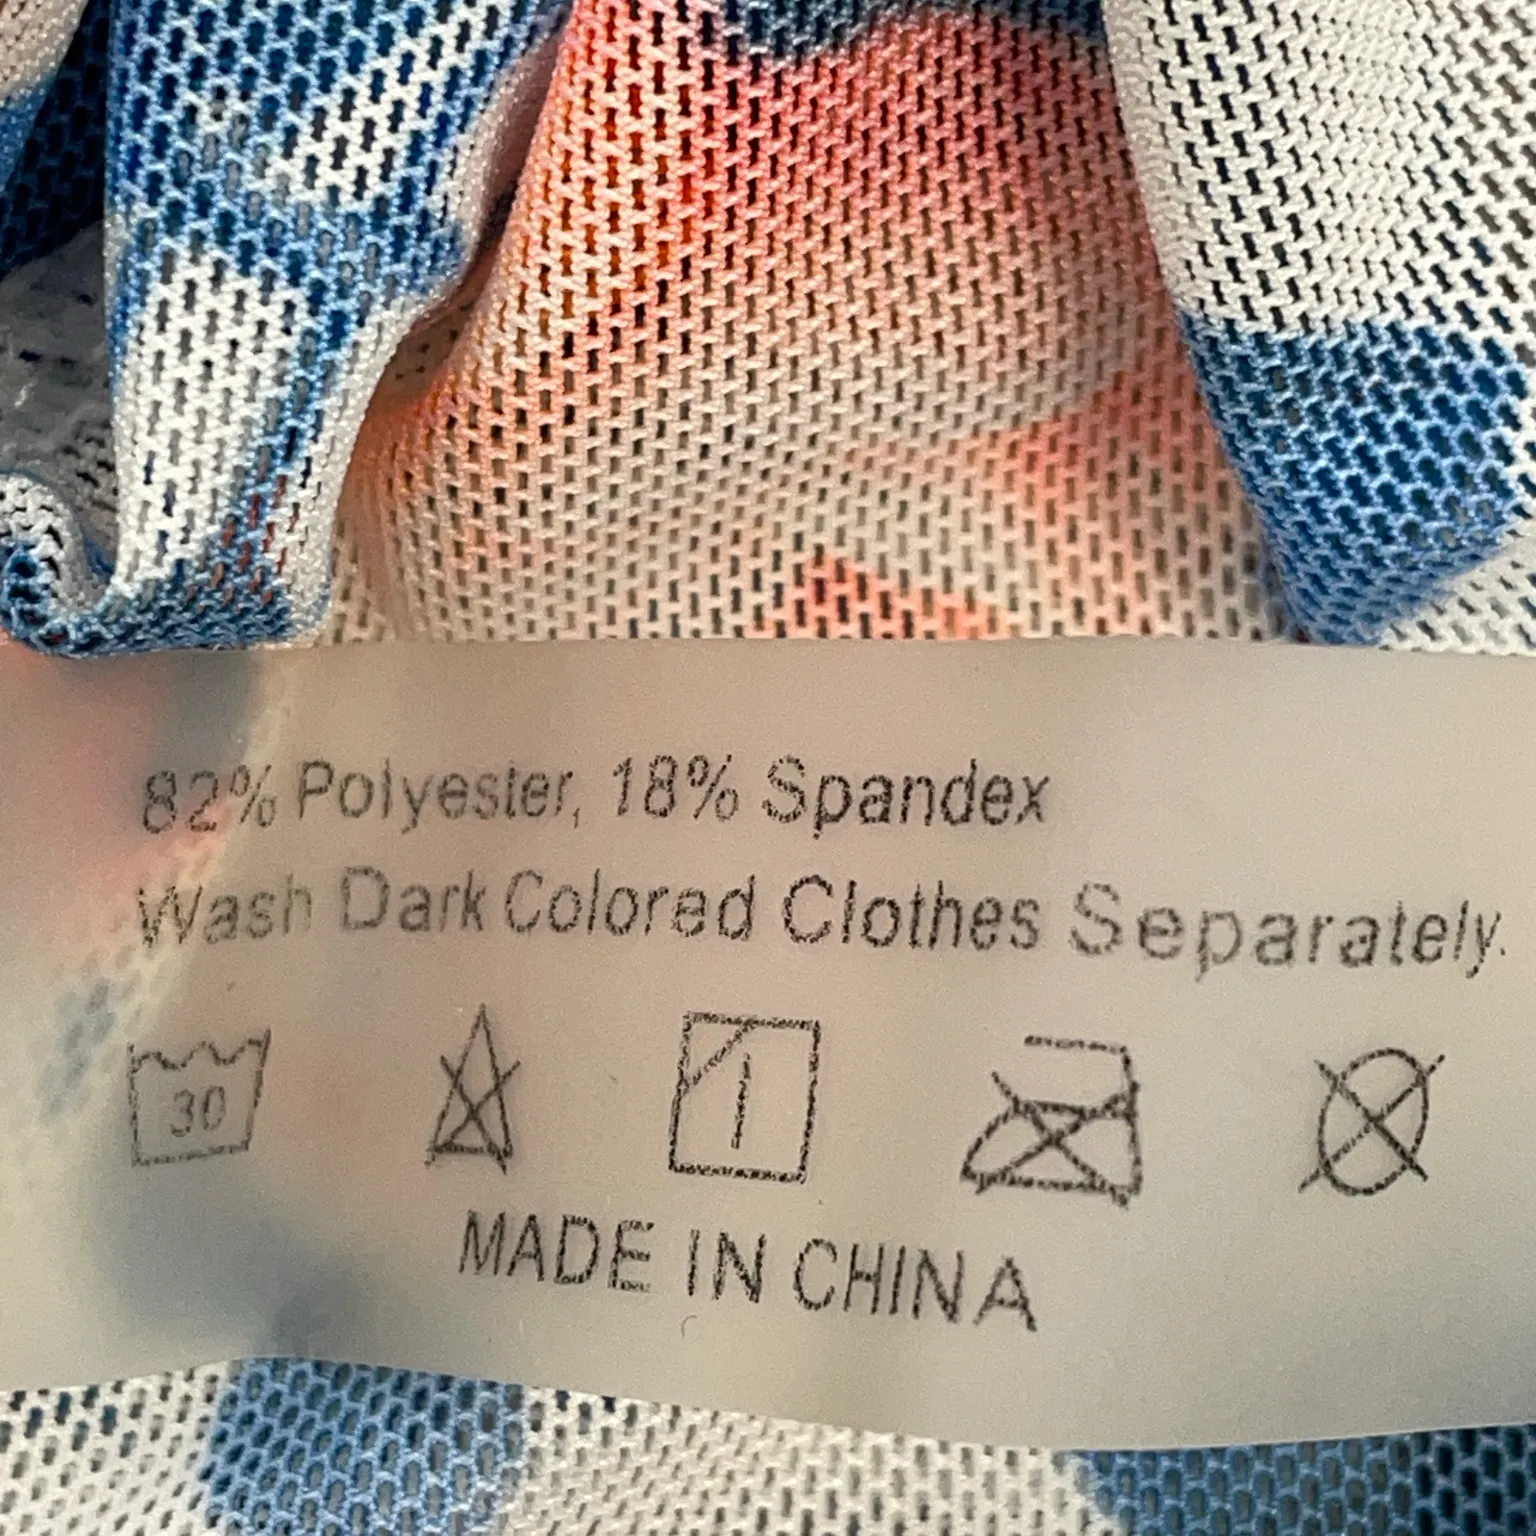 82% Polyester, 18% Spandex
Wash Dark Colored Clothes Separately.
30
MADE IN CHINA